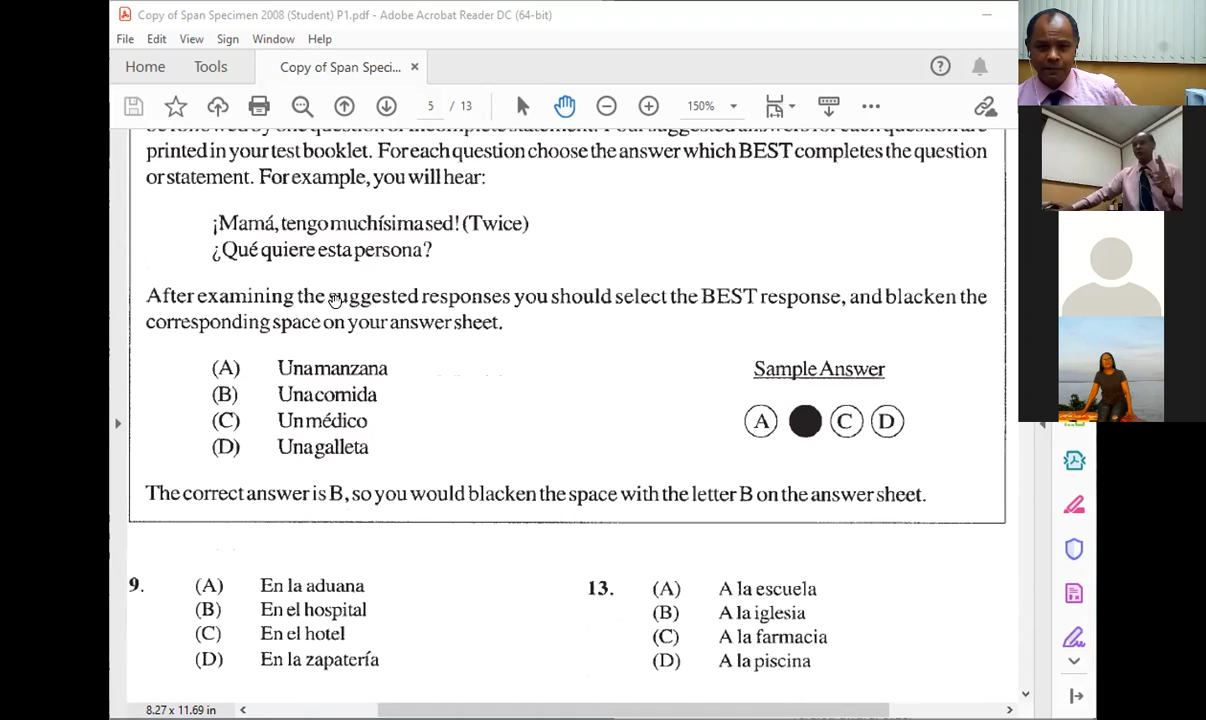 Copy of Span Specimen 2008 (Student) P1.pdf - Adobe Acrobat Reader DC (64-bit)
File Edit View Sign Window Help
Home Tools Copy of Span Speci... ×
5 / 13 150%
printed in your test booklet. For each question choose the answer which BEST completes the question
or statement. For example, you will hear:
¡Mamá, tengo muchísima sed! (Twice)
¿Qué quiere esta persona?
After examining the suggested responses you should select the BEST response, and blacken the
corresponding space on your answer sheet.
(A) Una manzana
(B) Una comida
(C) Un médico
(D) Una galleta
Sample Answer
A C D
The correct answer is B, so you would blacken the space with the letter B on the answer sheet.
9. (A) En la aduana
(B) En el hospital
(C) En el hotel
(D) En la zapatería
13. (A) A la escuela
(B) A la iglesia
(C) A la farmacia
(D) A la piscina
8.27 x 11.69 in